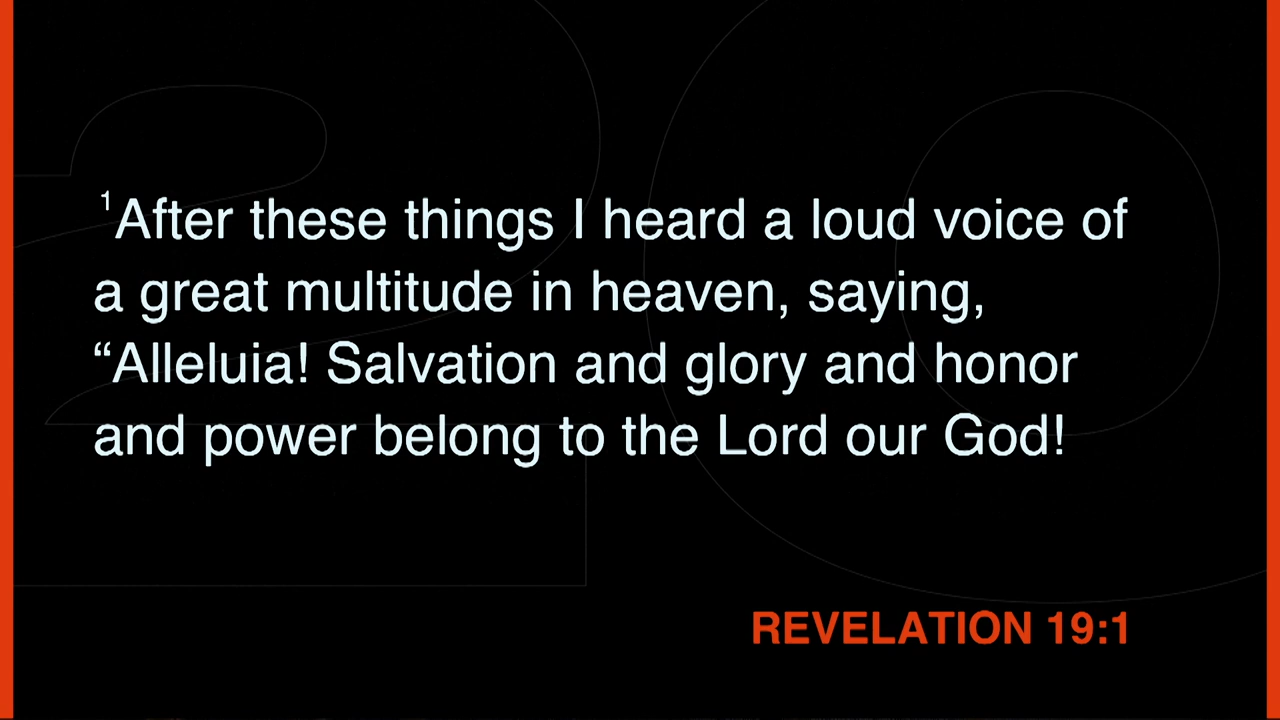 ¹After these things I heard a loud voice of
a great multitude in heaven, saying,
“Alleluia! Salvation and glory and honor
and power belong to the Lord our God!
REVELATION 19:1
20